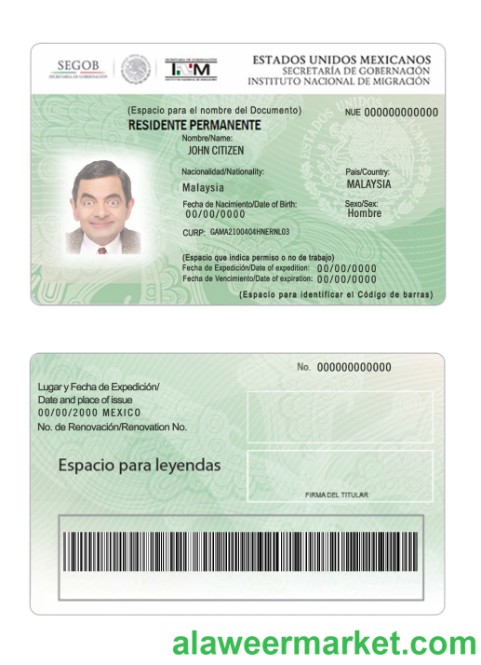 SEGOB
ESTADOS UNIDOS MEXICANOS
SECRETARÍA DE GOBERNACIÓN
INM
INSTITUTO NACIONAL DE MIGRACIÓN
(Espacio para el nombre del Documento)
NUE 000000000000
RESIDENTE PERMANENTE
Nombre/Name:
JOHN CITIZEN
Nacionalidad/Nationality:
País/Country:
Malaysia
MALAYSIA
Fecha de Nacimiento/Date of Birth:
Sexo/Sex:
00/00/0000
Hombre
CURP: GAMA2100404HNERNL03
(Espacio que indica permiso o no de trabajo)
Fecha de Expedición/Date of expedition: 00/00/0000
Fecha de Vencimiento/Date of expiration: 00/00/0000
(Espacio para identificar el Código de barras)
No. 000000000000
Lugar y Fecha de Expedición/
Date and place of issue
00/00/2000 MEXICO
No. de Renovación/Renovation No.
Espacio para leyendas
FIRMA DEL TITULAR
alaweermarket.com